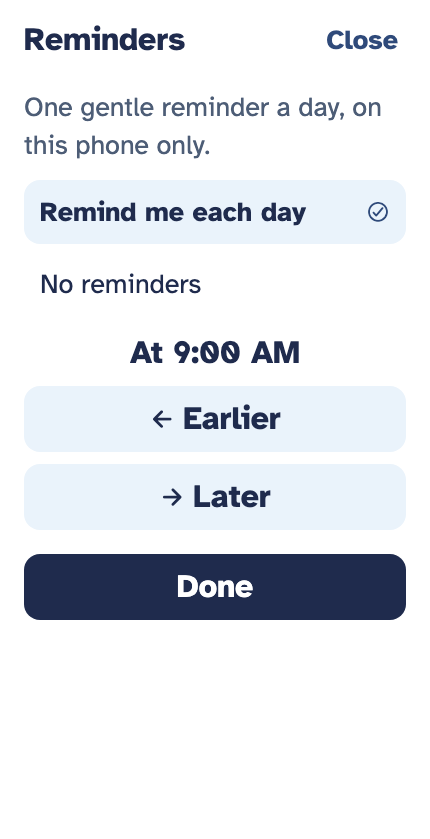 Reminders
Close
One gentle reminder a day, on
this phone only.
Remind me each day
No reminders
At 9:00 AM
← Earlier
→ Later
Done